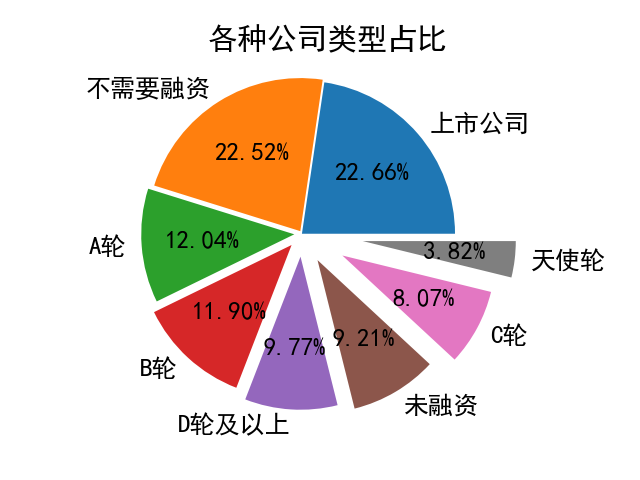 各种公司类型占比
不需要融资
上市公司
22.52%
22.66%
A轮
12.04%
3.82%
天使轮
11.90%
8.07%
9.77%
9.21%
C轮
B轮
未融资
D轮及以上